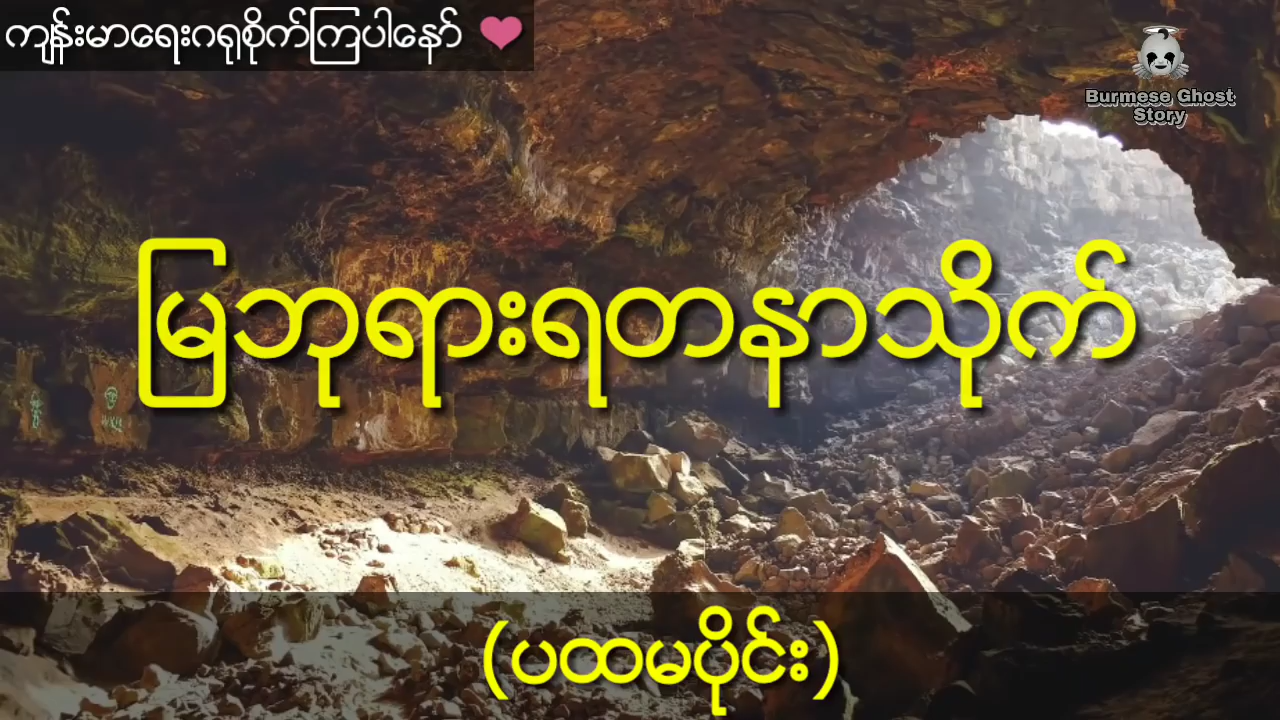 ကျန်းမာရေးဂရုစိုက်ကြပါနော် ❤
Burmese Ghost
Story
မြဘုရားရတနာသိုက်
(ပထမပိုင်း)